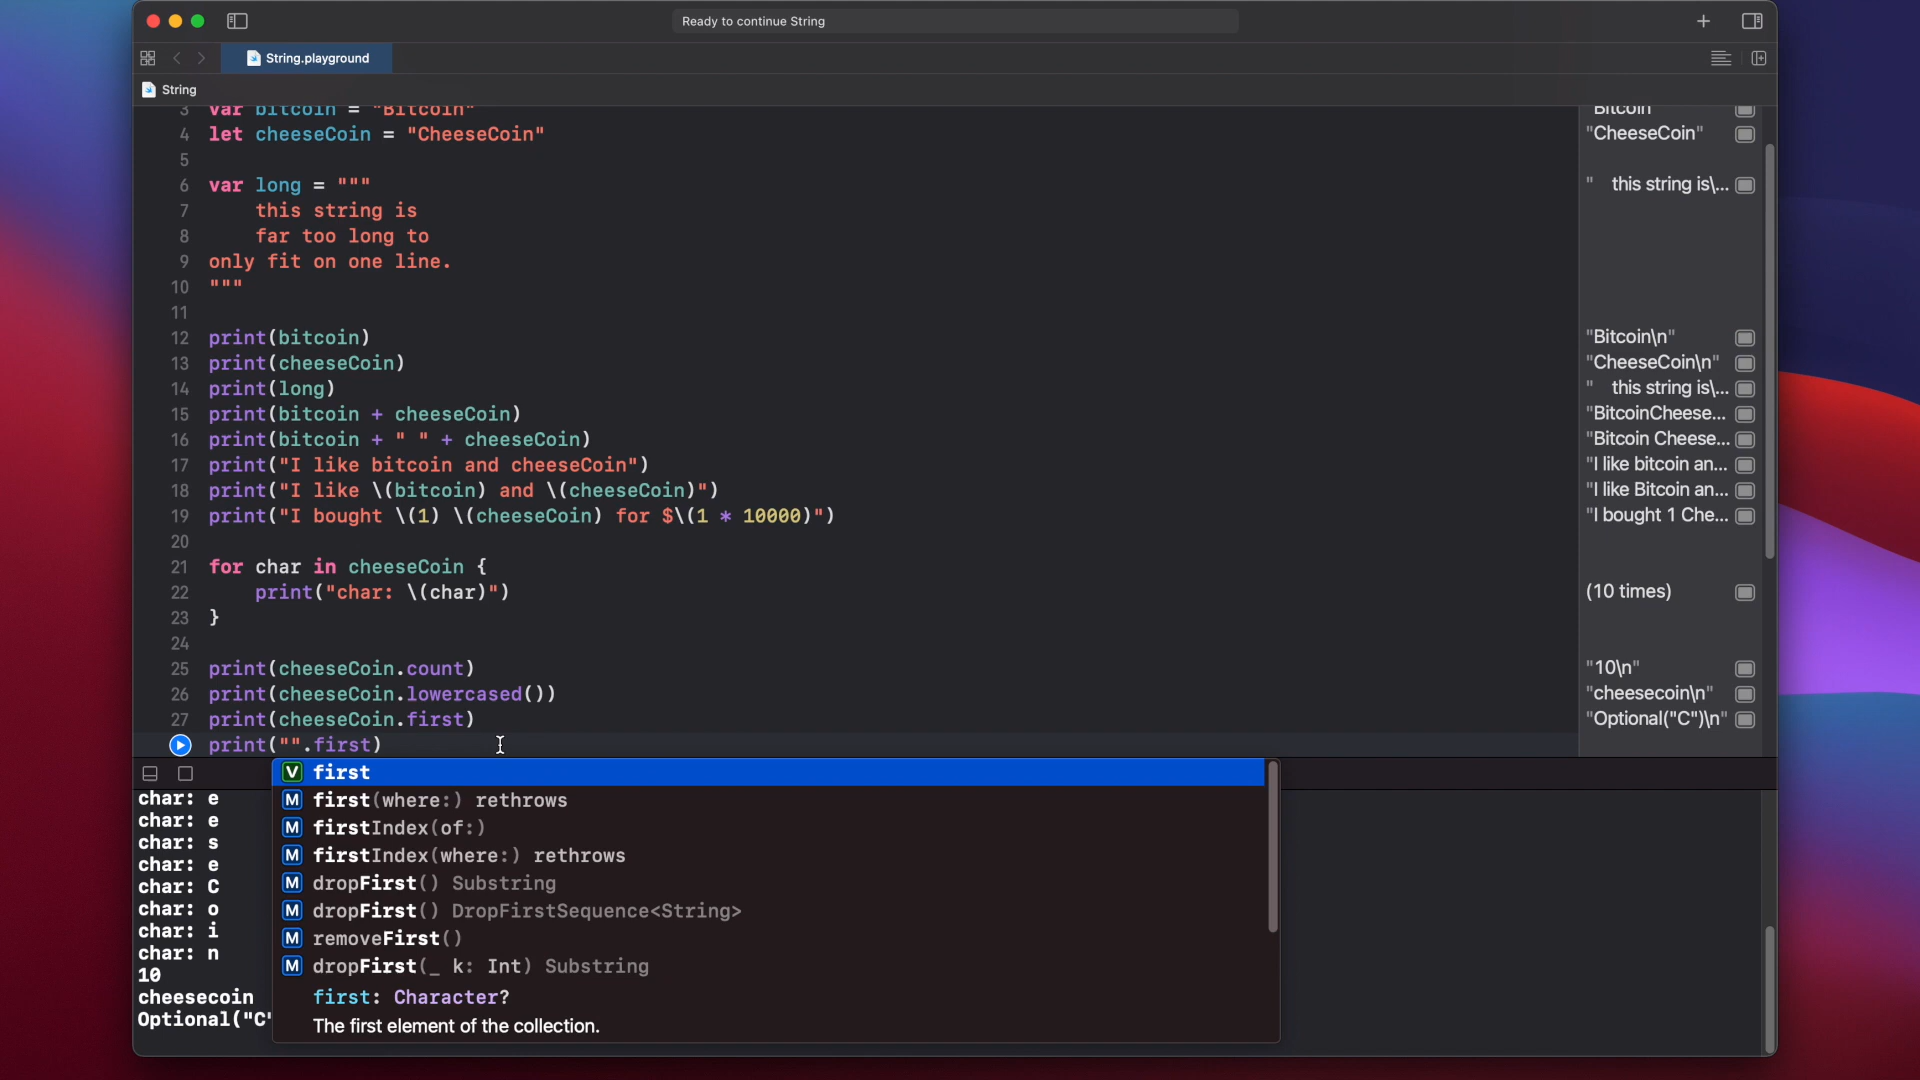 Ready to continue String
String.playground
String
3 var bitcoin = "Bitcoin"
4 let cheeseCoin = "CheeseCoin"
5
6 var long = """
7 this string is
8 far too long to
9 only fit on one line.
10 """
11
12 print(bitcoin)
13 print(cheeseCoin)
14 print(long)
15 print(bitcoin + cheeseCoin)
16 print(bitcoin + " " + cheeseCoin)
17 print("I like bitcoin and cheeseCoin")
18 print("I like \(bitcoin) and \(cheeseCoin)")
19 print("I bought \(1) \(cheeseCoin) for $\(1 * 10000)")
20
21 for char in cheeseCoin {
22 print("char: \(char)")
23 }
24
25 print(cheeseCoin.count)
26 print(cheeseCoin.lowercased())
27 print(cheeseCoin.first)
print("".first)
"Bitcoin"
"CheeseCoin"
" this string is\...
"Bitcoin\n"
"CheeseCoin\n"
" this string is\...
"BitcoinCheese...
"Bitcoin Cheese...
"I like bitcoin an...
"I like Bitcoin an...
"I bought 1 Che...
(10 times)
"10\n"
"cheesecoin\n"
"Optional("C")\n"
V first
M first(where:) rethrows
M firstIndex(of:)
M firstIndex(where:) rethrows
M dropFirst() Substring
M dropFirst() DropFirstSequence<String>
M removeFirst()
M dropFirst(_ k: Int) Substring
first: Character?
The first element of the collection.
char: e
char: e
char: s
char: e
char: C
char: o
char: i
char: n
10
cheesecoin
Optional("C"